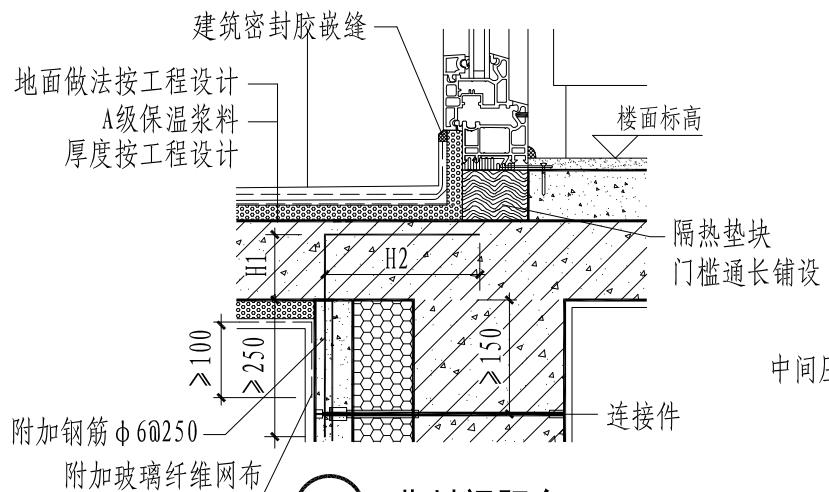 建筑密封胶嵌缝
地面做法按工程设计
A级保温浆料
厚度按工程设计
楼面标高
隔热垫块
门槛通长铺设
H1
H2
≥100
≥250
≥150
中间
连接件
附加钢筋ϕ6@250
附加玻璃纤维网布